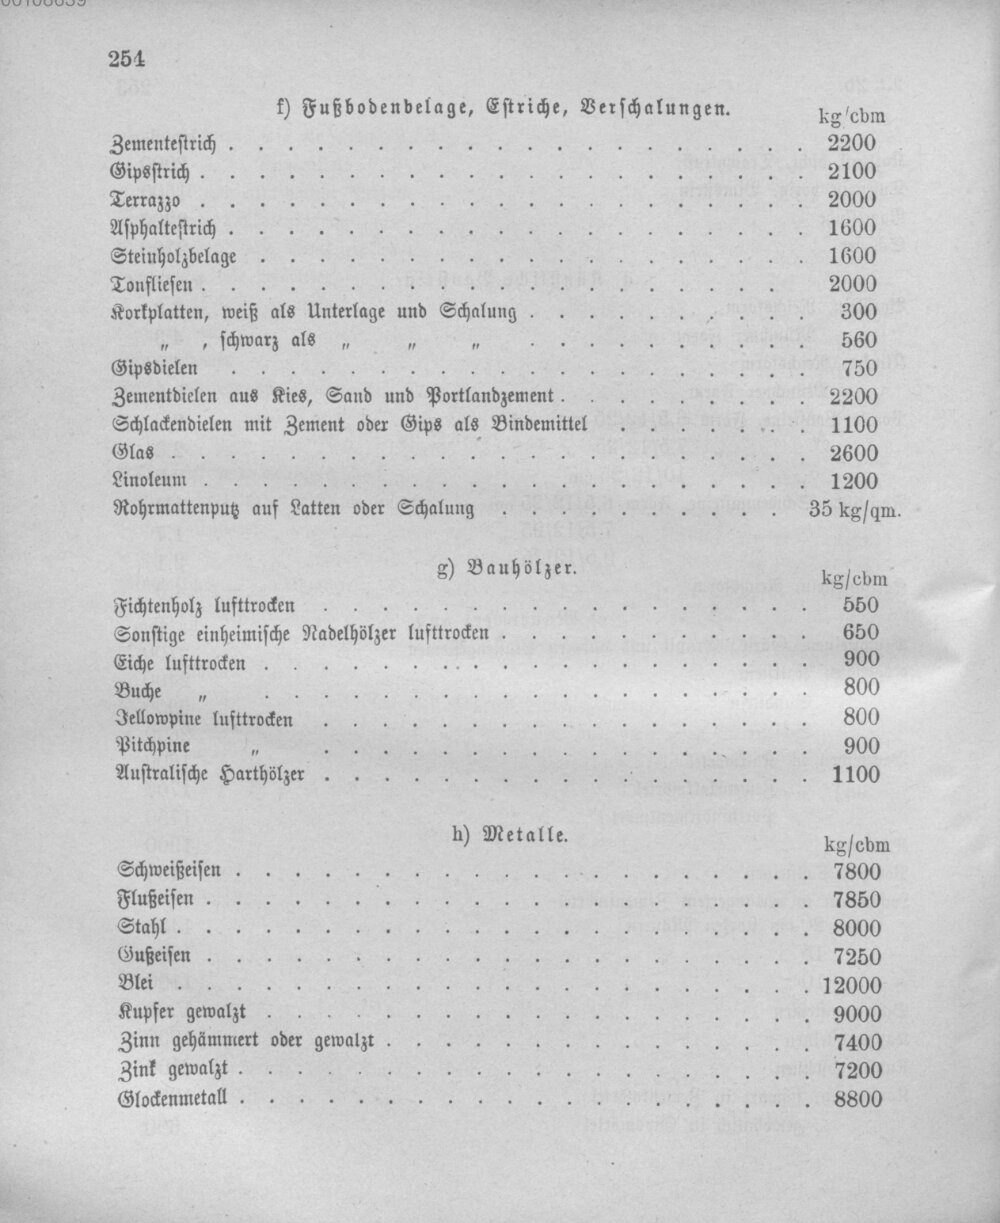 00108639
254
f) Fußbodenbelage, Estriche, Verschalungen.
kg/cbm
Zementestrich . . . . . . . . . . . . . . . . . . . . 2200
Gipsstrich . . . . . . . . . . . . . . . . . . . . . 2100
Terrazzo . . . . . . . . . . . . . . . . . . . . . 2000
Asphaltestrich . . . . . . . . . . . . . . . . . . . . 1600
Steinholzbelage . . . . . . . . . . . . . . . . . . . 1600
Tonfliesen . . . . . . . . . . . . . . . . . . . . . 2000
Korkplatten, weiß als Unterlage und Schalung . . . . . . . . . . 300
„ , schwarz als „ „ „ . . . . . . . . . . 560
Gipsdielen . . . . . . . . . . . . . . . . . . . . 750
Zementdielen aus Kies, Sand und Portlandzement . . . . . . . . . 2200
Schlackendielen mit Zement oder Gips als Bindemittel . . . . . . . . 1100
Glas . . . . . . . . . . . . . . . . . . . . . . 2600
Linoleum . . . . . . . . . . . . . . . . . . . . . 1200
Rohrmattenputz auf Latten oder Schalung . . . . . . . . . . 35 kg/qm.
g) Bauhölzer.
kg/cbm
Fichtenholz lufttrocken . . . . . . . . . . . . . . . . . 550
Sonstige einheimische Nadelhölzer lufttrocken . . . . . . . . . . . 650
Eiche lufttrocken . . . . . . . . . . . . . . . . . . . 900
Buche „ . . . . . . . . . . . . . . . . . . . 800
Jellowpine lufttrocken . . . . . . . . . . . . . . . . . 800
Pitchpine „ . . . . . . . . . . . . . . . . . 900
Australische Harthölzer . . . . . . . . . . . . . . . . . 1100
h) Metalle.
kg/cbm
Schweißeisen . . . . . . . . . . . . . . . . . . . . 7800
Flußeisen . . . . . . . . . . . . . . . . . . . . . 7850
Stahl . . . . . . . . . . . . . . . . . . . . . 8000
Gußeisen . . . . . . . . . . . . . . . . . . . . . 7250
Blei . . . . . . . . . . . . . . . . . . . . . . 12000
Kupfer gewalzt . . . . . . . . . . . . . . . . . . . 9000
Zinn gehämmert oder gewalzt . . . . . . . . . . . . . . . 7400
Zink gewalzt . . . . . . . . . . . . . . . . . . . . 7200
Glockenmetall . . . . . . . . . . . . . . . . . . . . 8800